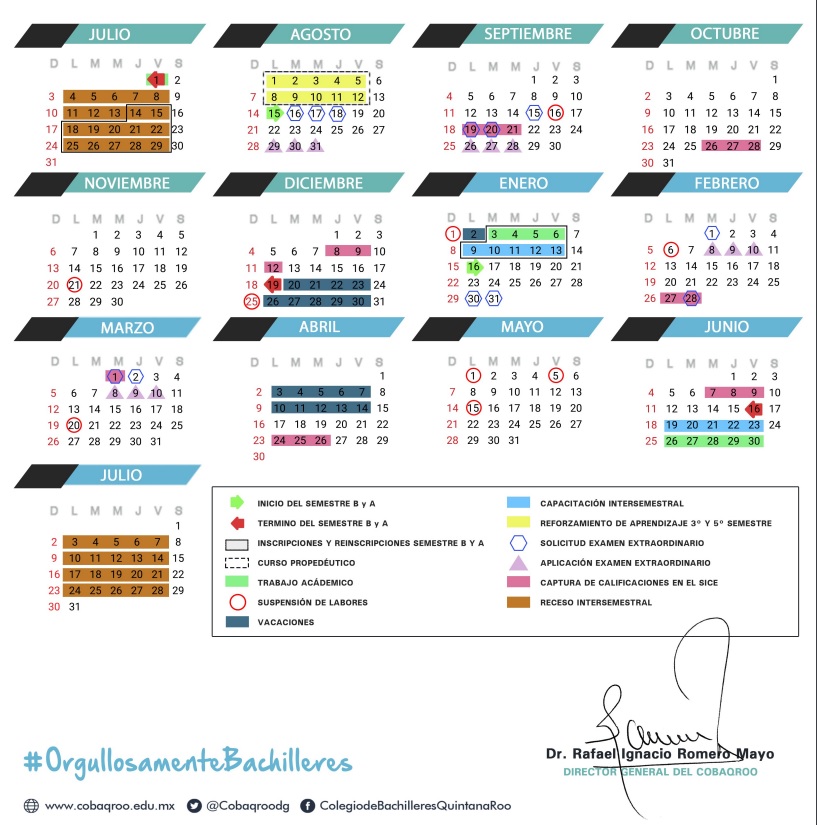 JULIO
D L M M J V S
1 2
3 4 5 6 7 8 9
10 11 12 13 14 15 16
17 18 19 20 21 22 23
24 25 26 27 28 29 30
31
AGOSTO
D L M M J V S
1 2 3 4 5 6
7 8 9 10 11 12 13
14 15 16 17 18 19 20
21 22 23 24 25 26 27
28 29 30 31
SEPTIEMBRE
D L M M J V S
1 2 3
4 5 6 7 8 9 10
11 12 13 14 15 16 17
18 19 20 21 22 23 24
25 26 27 28 29 30
OCTUBRE
D L M M J V S
1
2 3 4 5 6 7 8
9 10 11 12 13 14 15
16 17 18 19 20 21 22
23 24 25 26 27 28 29
30 31
NOVIEMBRE
D L M M J V S
1 2 3 4 5
6 7 8 9 10 11 12
13 14 15 16 17 18 19
20 21 22 23 24 25 26
27 28 29 30
DICIEMBRE
D L M M J V S
1 2 3
4 5 6 7 8 9 10
11 12 13 14 15 16 17
18 19 20 21 22 23 24
25 26 27 28 29 30 31
ENERO
D L M M J V S
1 2 3 4 5 6 7
8 9 10 11 12 13 14
15 16 17 18 19 20 21
22 23 24 25 26 27 28
29 30 31
FEBRERO
D L M M J V S
1 2 3 4
5 6 7 8 9 10 11
12 13 14 15 16 17 18
19 20 21 22 23 24 25
26 27 28
MARZO
D L M M J V S
1 2 3 4
5 6 7 8 9 10 11
12 13 14 15 16 17 18
19 20 21 22 23 24 25
26 27 28 29 30 31
ABRIL
D L M M J V S
1
2 3 4 5 6 7 8
9 10 11 12 13 14 15
16 17 18 19 20 21 22
23 24 25 26 27 28 29
30
MAYO
D L M M J V S
1 2 3 4 5 6
7 8 9 10 11 12 13
14 15 16 17 18 19 20
21 22 23 24 25 26 27
28 29 30 31
JUNIO
D L M M J V S
1 2 3
4 5 6 7 8 9 10
11 12 13 14 15 16 17
18 19 20 21 22 23 24
25 26 27 28 29 30
JULIO
D L M M J V S
1
2 3 4 5 6 7 8
9 10 11 12 13 14 15
16 17 18 19 20 21 22
23 24 25 26 27 28 29
30 31
INICIO DEL SEMESTRE B y A
TERMINO DEL SEMESTRE B y A
INSCRIPCIONES Y REINSCRIPCIONES SEMESTRE B Y A
CURSO PROPEDÉUTICO
TRABAJO ACÁDEMICO
SUSPENSIÓN DE LABORES
VACACIONES
CAPACITACIÓN INTERSEMESTRAL
REFORZAMIENTO DE APRENDIZAJE 3º Y 5º SEMESTRE
SOLICITUD EXAMEN EXTRAORDINARIO
APLICACIÓN EXAMEN EXTRAORDINARIO
CAPTURA DE CALIFICACIONES EN EL SICE
RECESO INTERSEMESTRAL
Dr. Rafael Ignacio Romero Mayo
DIRECTOR GENERAL DEL COBAQROO
#OrgullosamenteBachilleres
www.cobaqroo.edu.mx @Cobaqroodg ColegiodeBachilleresQuintanaRoo